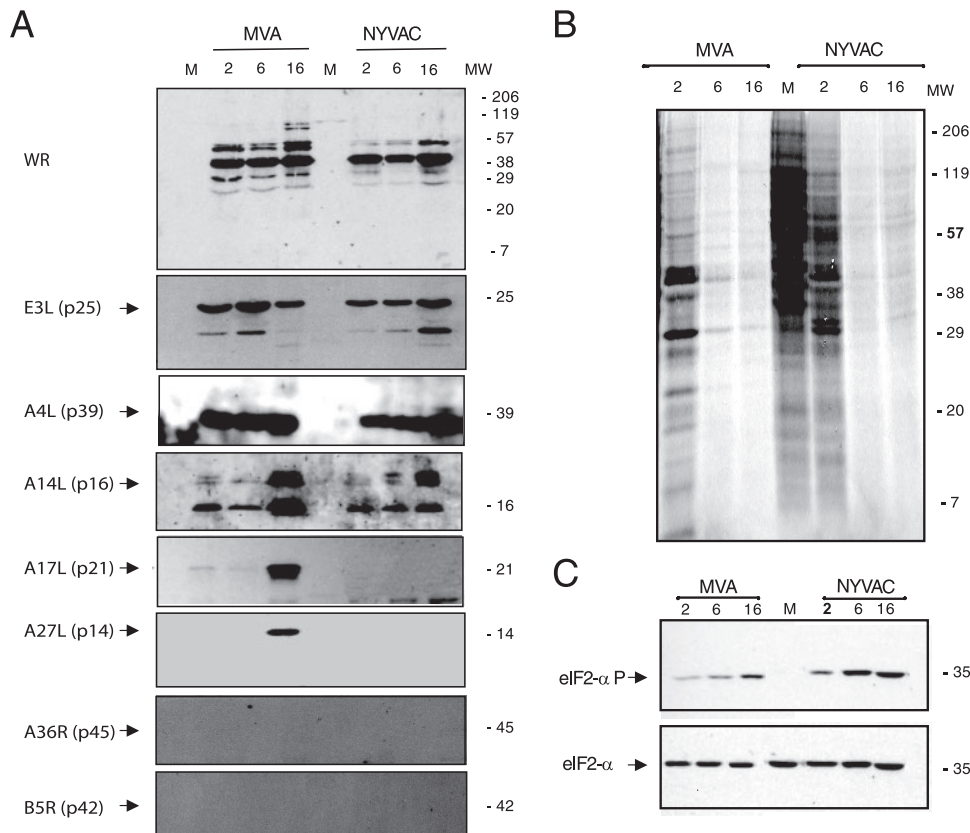 A
MVA NYVAC
M 2 6 16 M 2 6 16 MW
WR
- 206
- 119
- 57
- 38
- 29
- 20
- 7
E3L (p25)
- 25
A4L (p39)
- 39
A14L (p16)
- 16
A17L (p21)
- 21
A27L (p14)
- 14
A36R (p45)
- 45
B5R (p42)
- 42
B
MVA NYVAC
2 6 16 M 2 6 16 MW
- 206
- 119
- 57
- 38
- 29
- 20
- 7
C
MVA NYVAC
2 6 16 M 2 6 16
eIF2-α P
- 35
eIF2-α
- 35